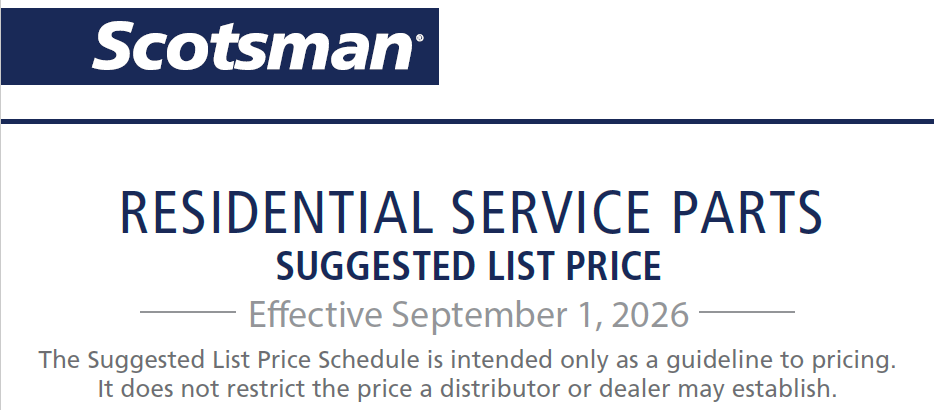 Scotsman®
RESIDENTIAL SERVICE PARTS
SUGGESTED LIST PRICE
Effective September 1, 2026
The Suggested List Price Schedule is intended only as a guideline to pricing.
It does not restrict the price a distributor or dealer may establish.